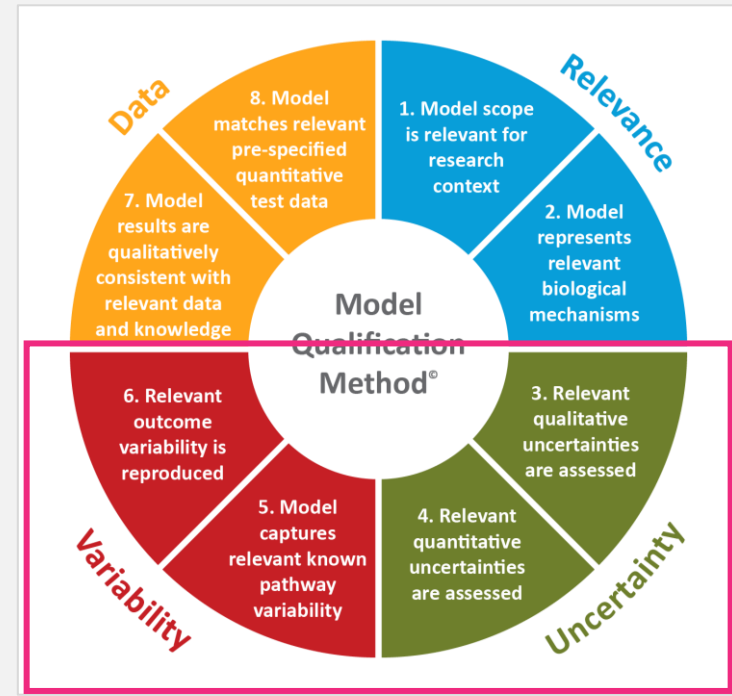 Data
Relevance
8. Model
matches relevant
pre-specified
quantitative
test data
1. Model scope
is relevant for
research
context
7. Model
results are
qualitatively
consistent with
relevant data
and knowledge
2. Model
represents
relevant
biological
mechanisms
Model
Qualification
Method©
6. Relevant
outcome
variability is
reproduced
3. Relevant
qualitative
uncertainties
are assessed
5. Model
captures
relevant known
pathway
variability
4. Relevant
quantitative
uncertainties
are assessed
Variability
Uncertainty